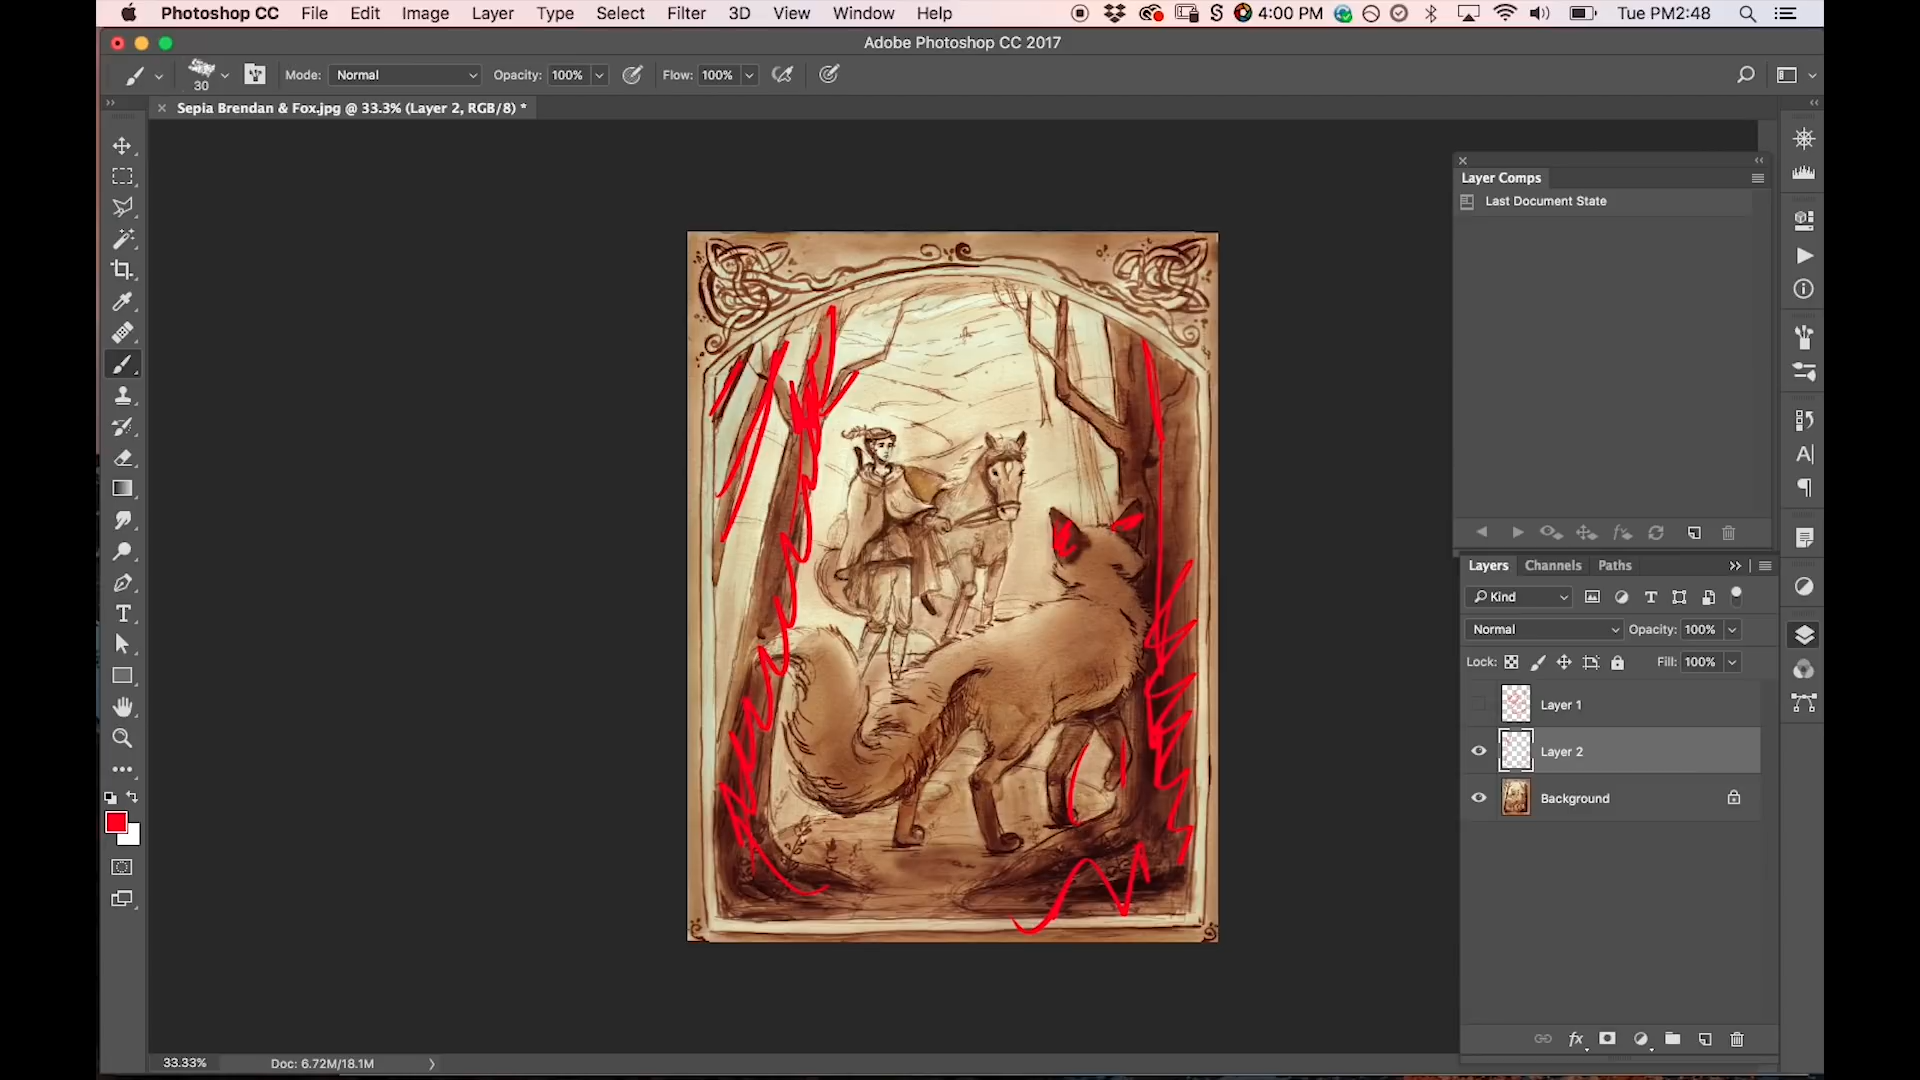 Photoshop CC File Edit Image Layer Type Select Filter 3D View Window Help 4:00 PM Tue PM2:48
Adobe Photoshop CC 2017
30 Mode: Normal Opacity: 100% Flow: 100%
Sepia Brendan & Fox.jpg @ 33.3% (Layer 2, RGB/8) *
Layer Comps
Last Document State
Layers Channels Paths
Kind
Normal Opacity: 100%
Lock: Fill: 100%
Layer 1
Layer 2
Background
33.33% Doc: 6.72M/18.1M